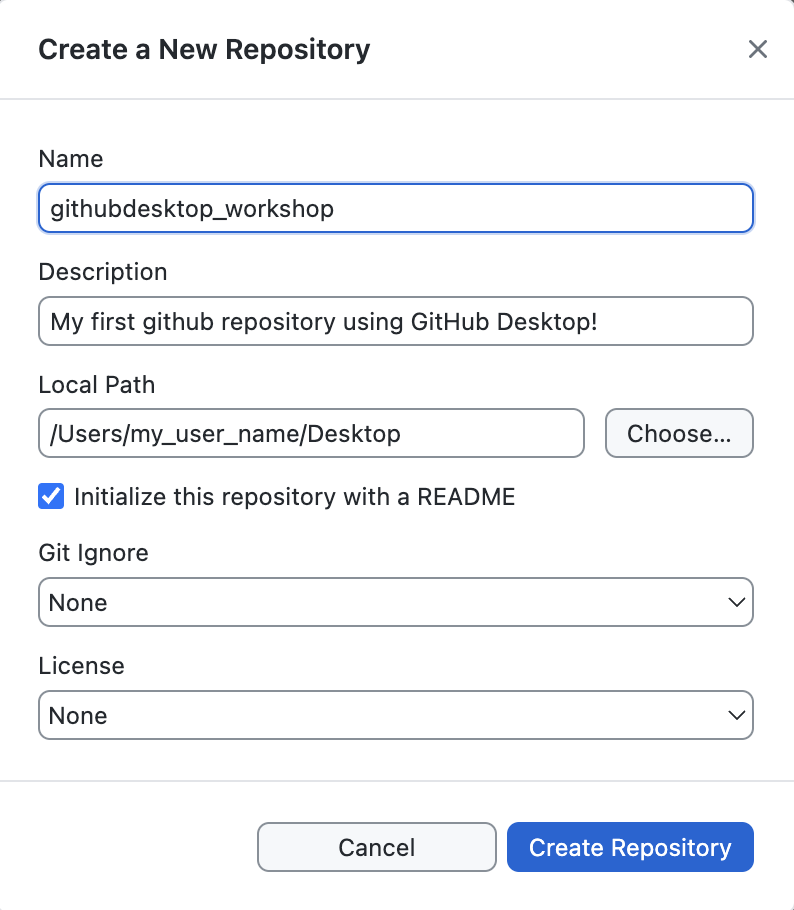 Create a New Repository
Name
githubdesktop_workshop
Description
My first github repository using GitHub Desktop!
Local Path
/Users/my_user_name/Desktop
Choose...
Initialize this repository with a README
Git Ignore
None
License
None
Cancel
Create Repository